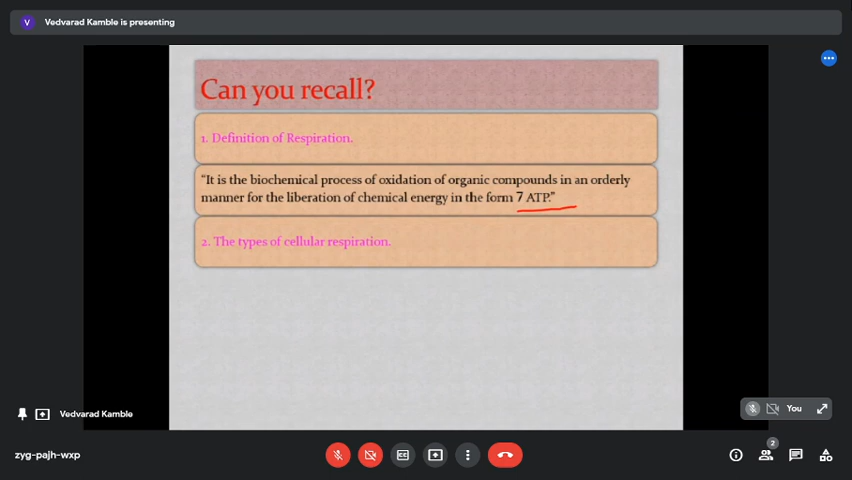 V Vedvarad Kamble is presenting
Can you recall?
1. Definition of Respiration.
“It is the biochemical process of oxidation of organic compounds in an orderly
manner for the liberation of chemical energy in the form 7 ATP.”
2. The types of cellular respiration.
Vedvarad Kamble
You
zyg-pajh-wxp
CC
2